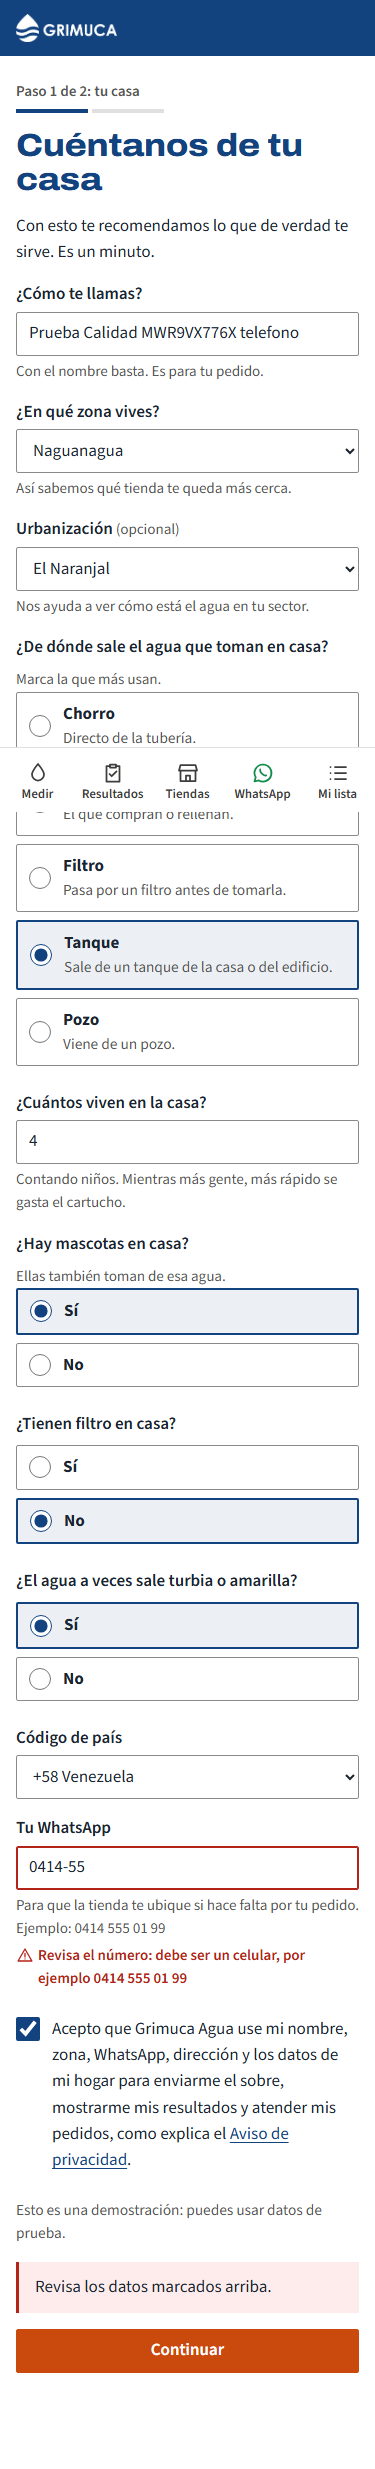 GRIMUCA
Paso 1 de 2: tu casa
Cuéntanos de tu
casa
Con esto te recomendamos lo que de verdad te
sirve. Es un minuto.
¿Cómo te llamas?
Prueba Calidad MWR9VX776X telefono
Con el nombre basta. Es para tu pedido.
¿En qué zona vives?
Naguanagua
Así sabemos qué tienda te queda más cerca.
Urbanización (opcional)
El Naranjal
Nos ayuda a ver cómo está el agua en tu sector.
¿De dónde sale el agua que toman en casa?
Marca la que más usan.
Chorro
Directo de la tubería.
Medir Resultados Tiendas WhatsApp Mi lista
El que compran o rellenan.
Filtro
Pasa por un filtro antes de tomarla.
Tanque
Sale de un tanque de la casa o del edificio.
Pozo
Viene de un pozo.
¿Cuántos viven en la casa?
4
Contando niños. Mientras más gente, más rápido se
gasta el cartucho.
¿Hay mascotas en casa?
Ellas también toman de esa agua.
Sí
No
¿Tienen filtro en casa?
Sí
No
¿El agua a veces sale turbia o amarilla?
Sí
No
Código de país
+58 Venezuela
Tu WhatsApp
0414-55
Para que la tienda te ubique si hace falta por tu pedido.
Ejemplo: 0414 555 01 99
Revisa el número: debe ser un celular, por
ejemplo 0414 555 01 99
Acepto que Grimuca Agua use mi nombre,
zona, WhatsApp, dirección y los datos de
mi hogar para enviarme el sobre,
mostrarme mis resultados y atender mis
pedidos, como explica el Aviso de
privacidad.
Esto es una demostración: puedes usar datos de
prueba.
Revisa los datos marcados arriba.
Continuar